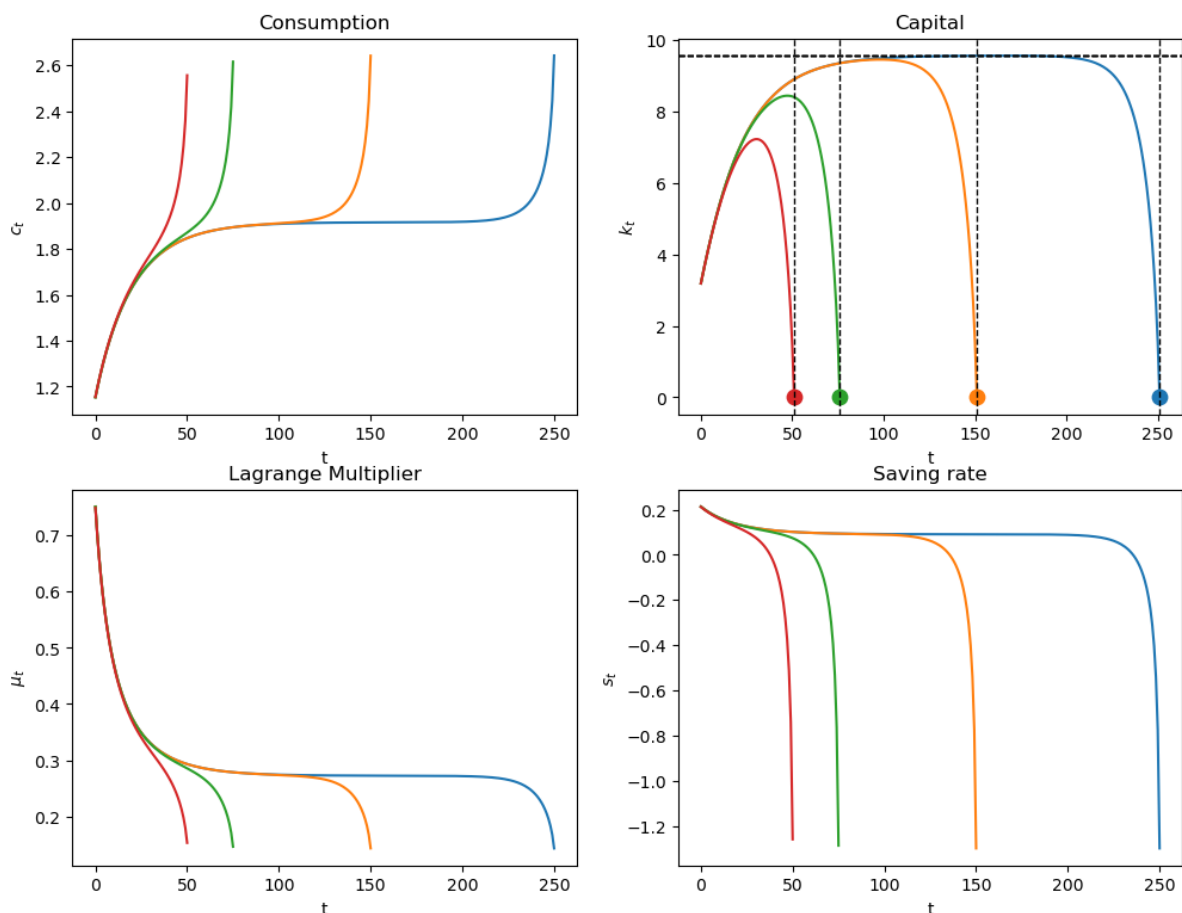 Consumption
2.6
2.4
2.2
2.0
1.8
1.6
1.4
1.2
c_t
0 50 100 150 200 250
t
Capital
10
8
6
4
2
0
k_t
0 50 100 150 200 250
t
Lagrange Multiplier
0.7
0.6
0.5
0.4
0.3
0.2
μ_t
0 50 100 150 200 250
t
Saving rate
0.2
0.0
−0.2
−0.4
−0.6
−0.8
−1.0
−1.2
s_t
0 50 100 150 200 250
t